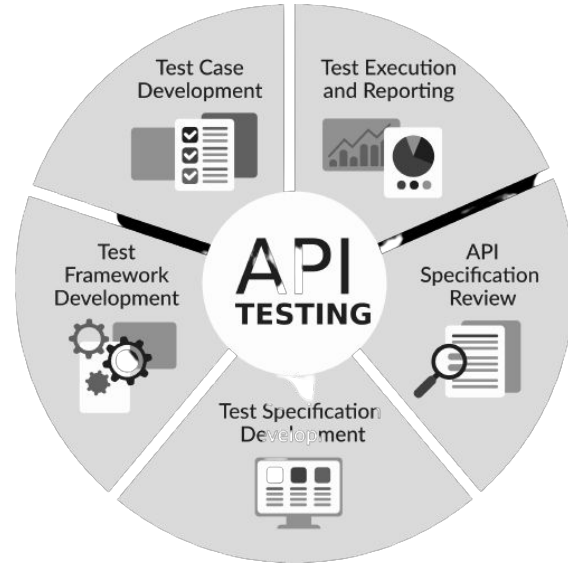 Test Case
Development
Test Execution
and Reporting
Test
Framework
Development
API
TESTING
API
Specification
Review
Test Specification
Development